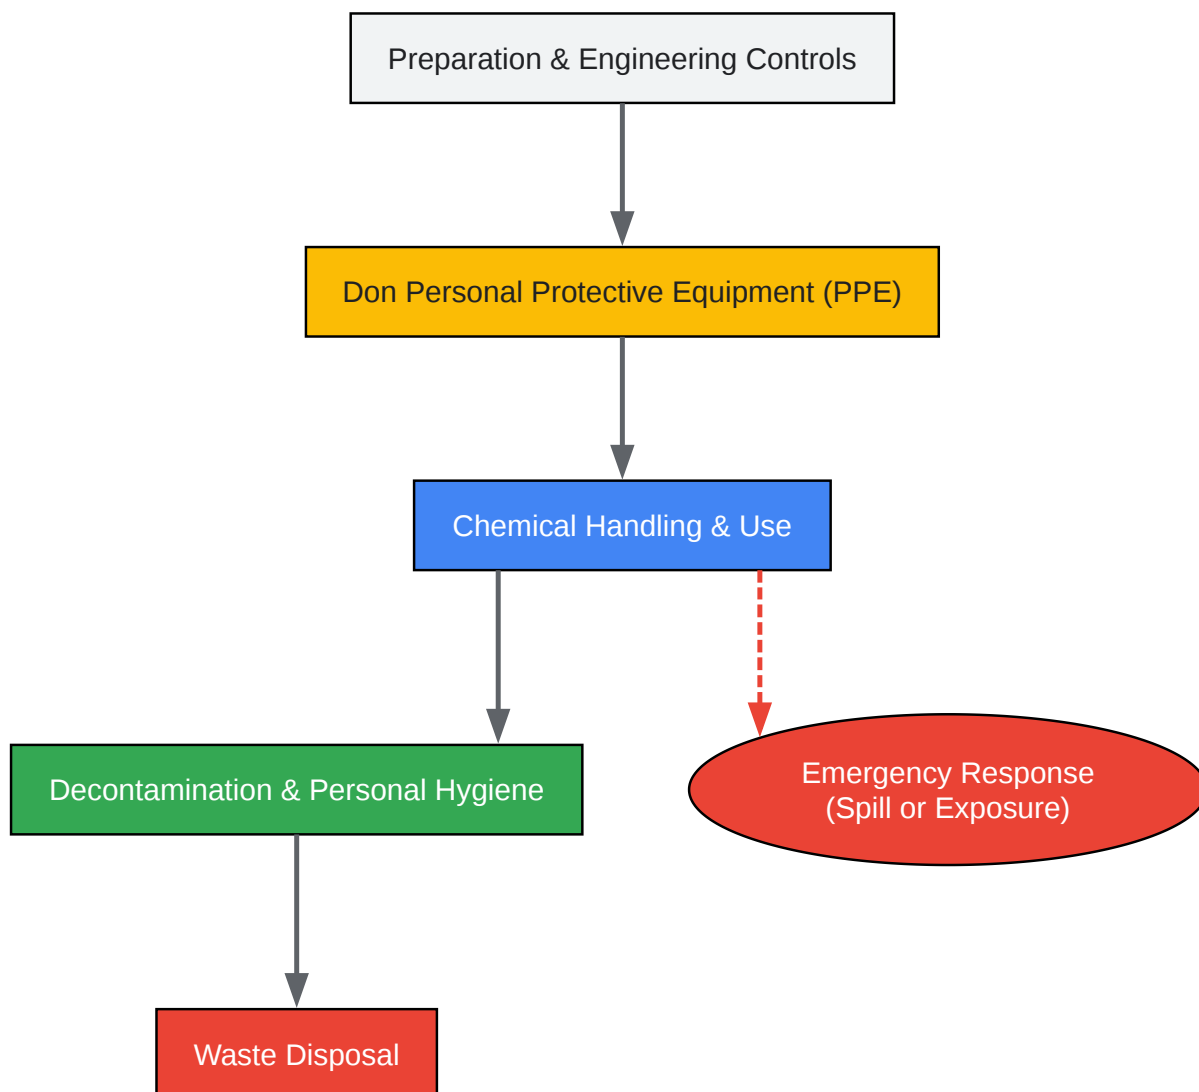 Preparation & Engineering Controls
Don Personal Protective Equipment (PPE)
Chemical Handling & Use
Decontamination & Personal Hygiene
Emergency Response
(Spill or Exposure)
Waste Disposal